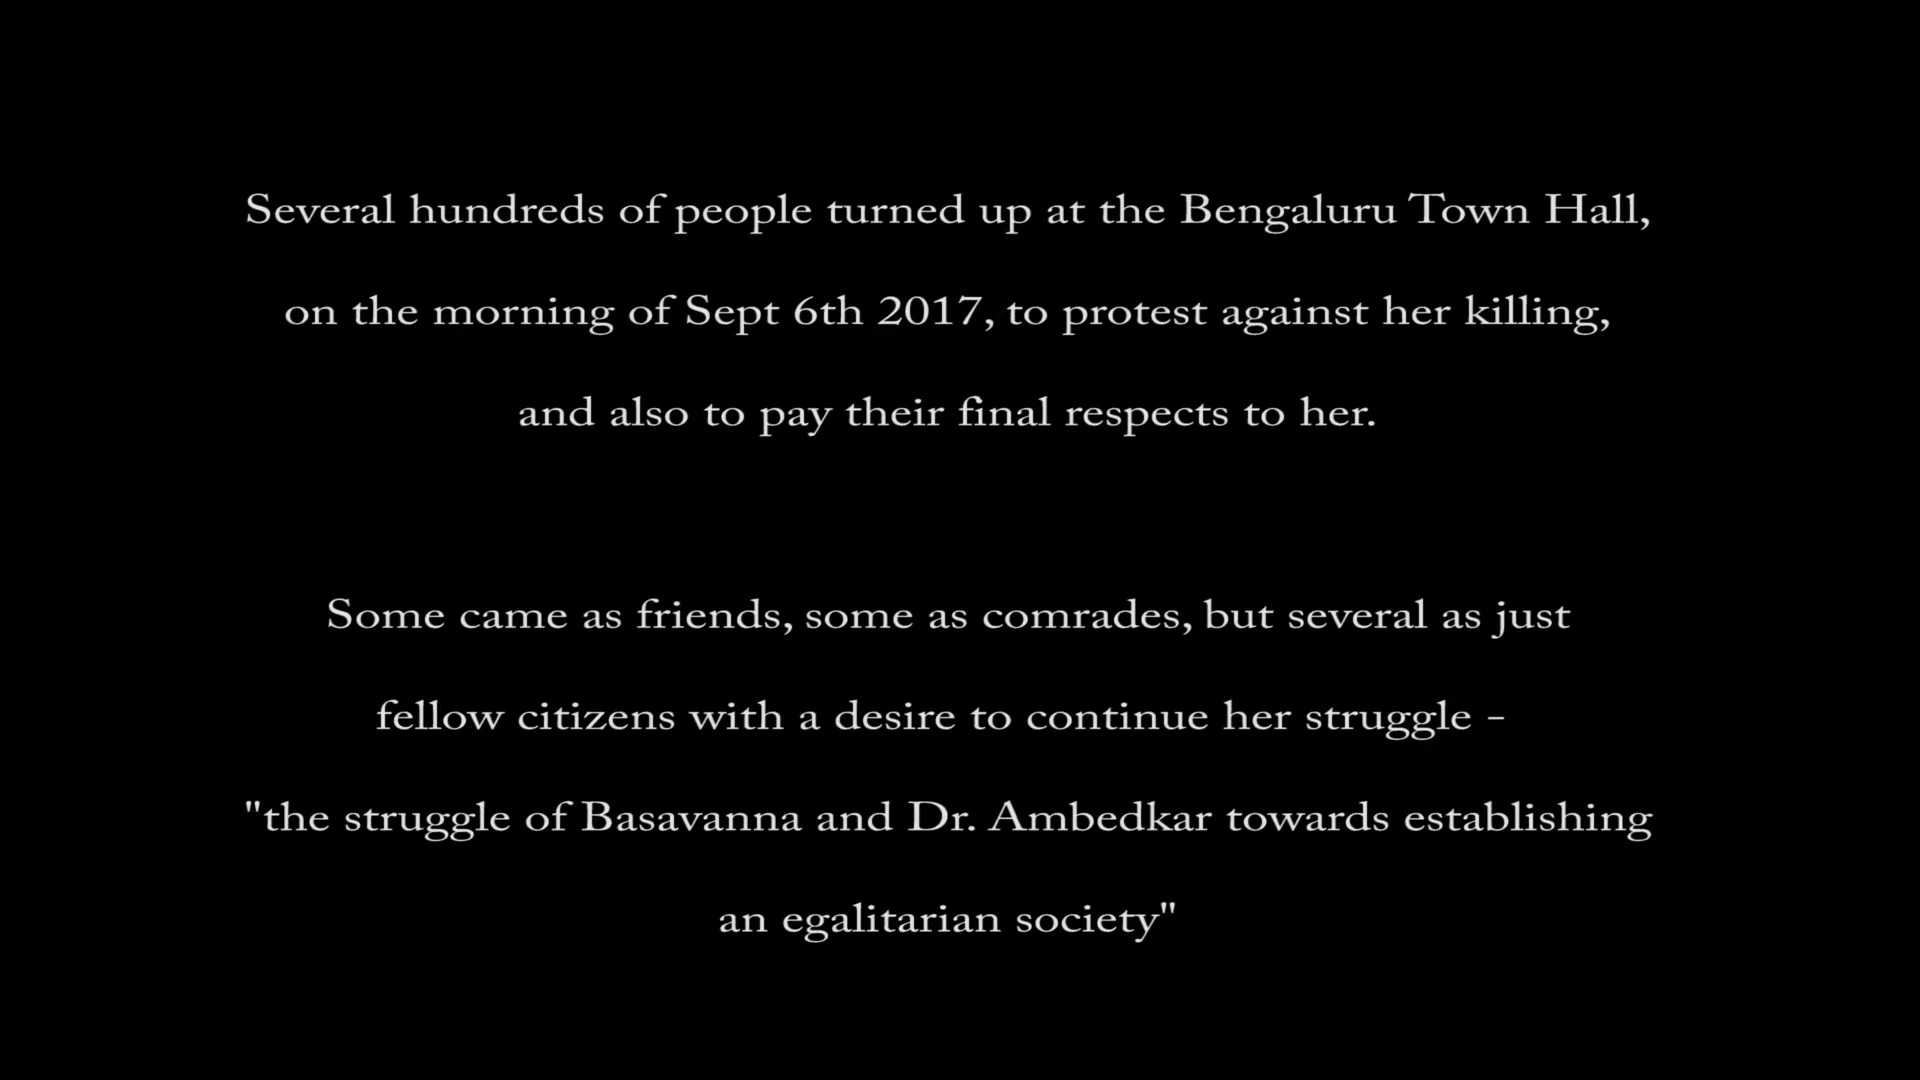 Several hundreds of people turned up at the Bengaluru Town Hall,
on the morning of Sept 6th 2017, to protest against her killing,
and also to pay their final respects to her.
Some came as friends, some as comrades, but several as just
fellow citizens with a desire to continue her struggle -
"the struggle of Basavanna and Dr. Ambedkar towards establishing
an egalitarian society"